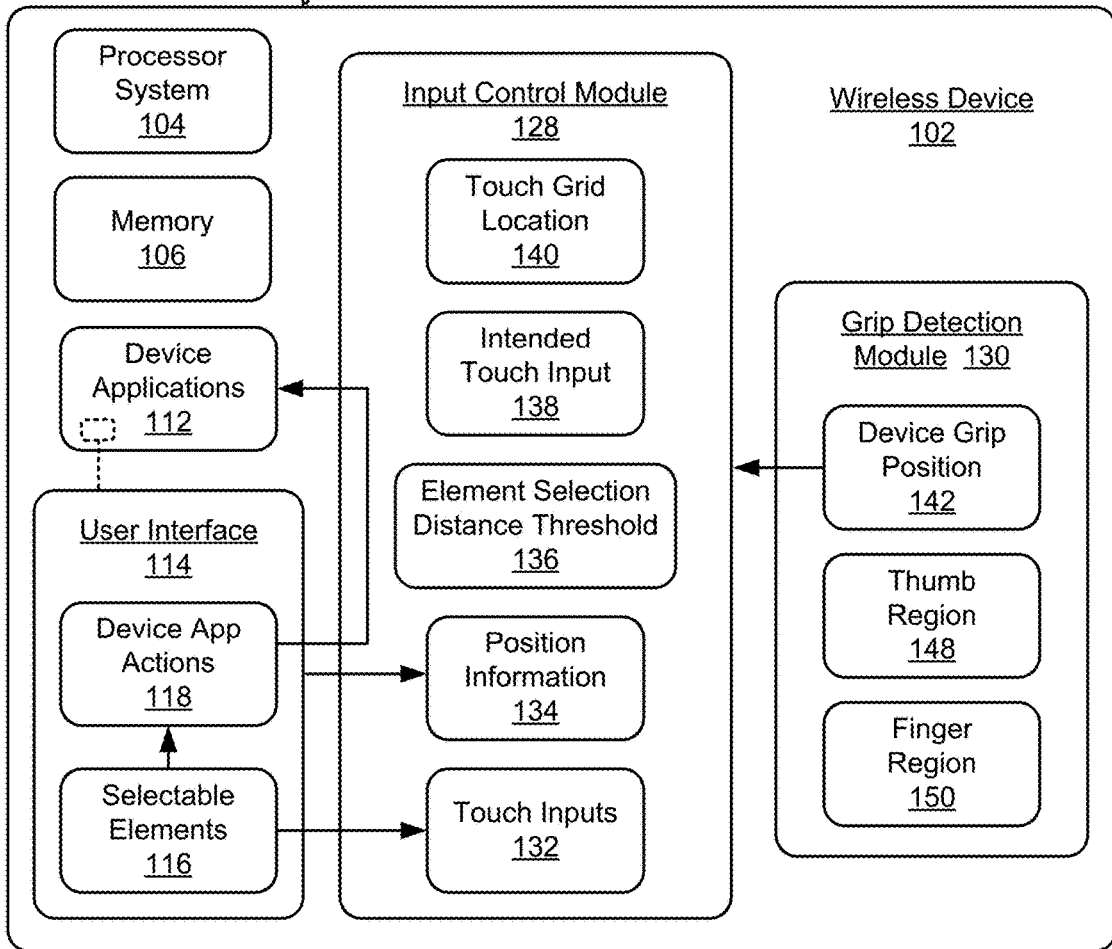 Processor
System
104
Memory
106
Device
Applications
112
User Interface
114
Device App
Actions
118
Selectable
Elements
116
Input Control Module
128
Touch Grid
Location
140
Intended
Touch Input
138
Element Selection
Distance Threshold
136
Position
Information
134
Touch Inputs
132
Wireless Device
102
Grip Detection
Module 130
Device Grip
Position
142
Thumb
Region
148
Finger
Region
150